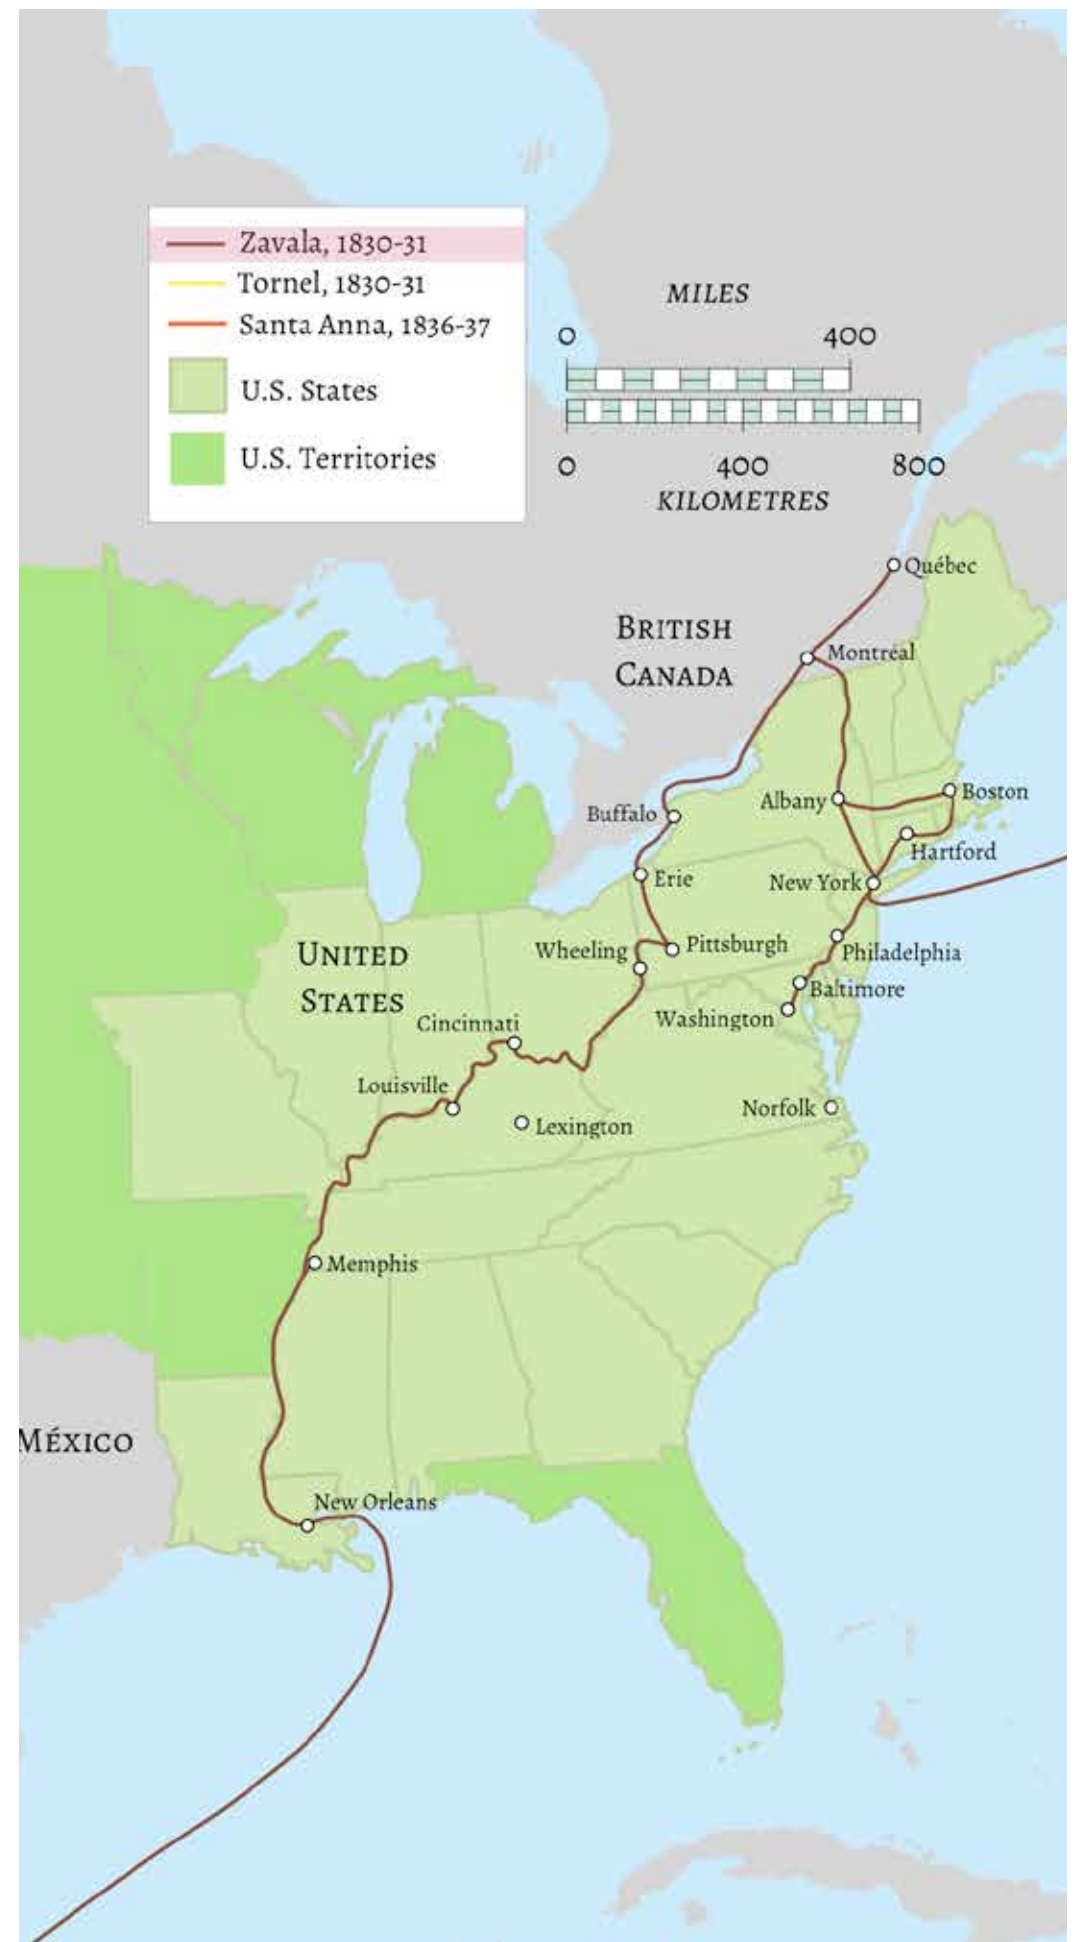 Zavala, 1830-31
Tornel, 1830-31
Santa Anna, 1836-37
U.S. States
U.S. Territories
MILES
0 400
0 400 800
KILOMETRES
Québec
BRITISH
CANADA
Montréal
Albany
Boston
Buffalo
Hartford
Erie
New York
UNITED
STATES
Wheeling
Pittsburgh
Philadelphia
Baltimore
Washington
Cincinnati
Louisville
Lexington
Norfolk
Memphis
MÉXICO
New Orleans